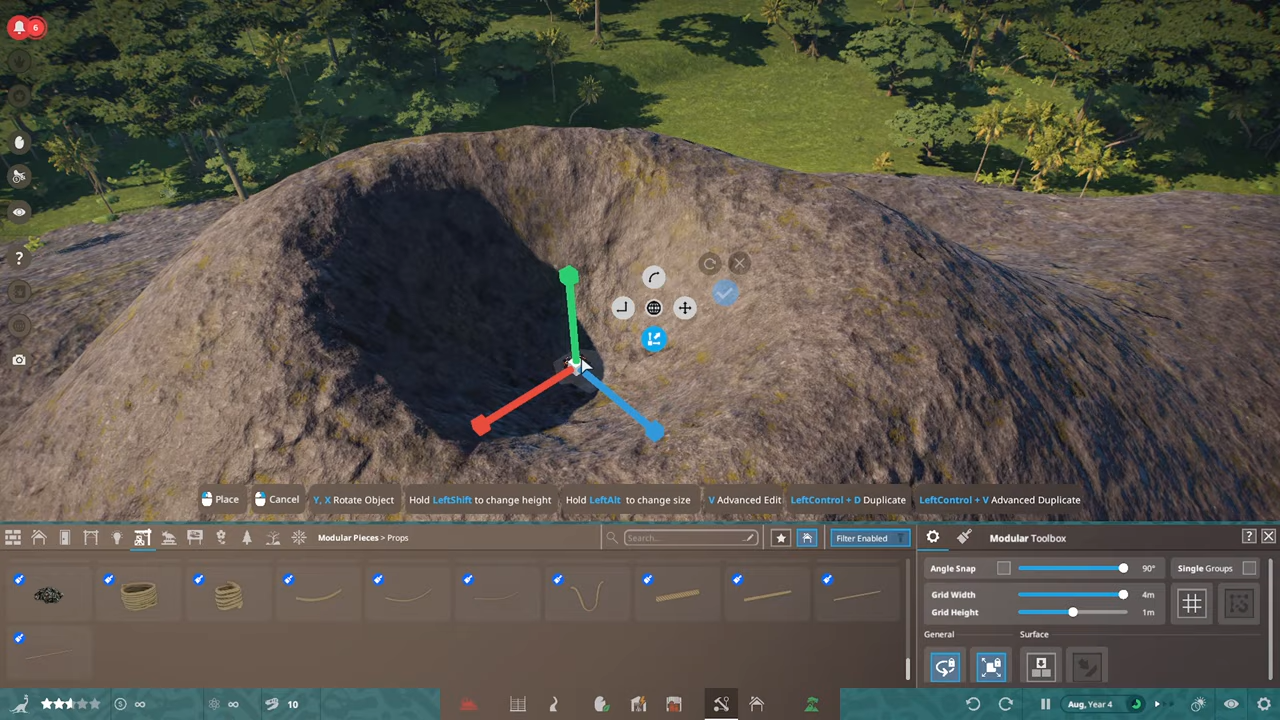 6
?
Place
Cancel
Y, X Rotate Object
Hold LeftShift to change height
Hold LeftAlt to change size
V Advanced Edit
LeftControl + D Duplicate
LeftControl + V Advanced Duplicate
Modular Pieces > Props
Search...
Filter Enabled
Modular Toolbox
?
Angle Snap
90°
Single Groups
Grid Width
4m
Grid Height
1m
General
Surface
∞
∞
10
Aug, Year 4